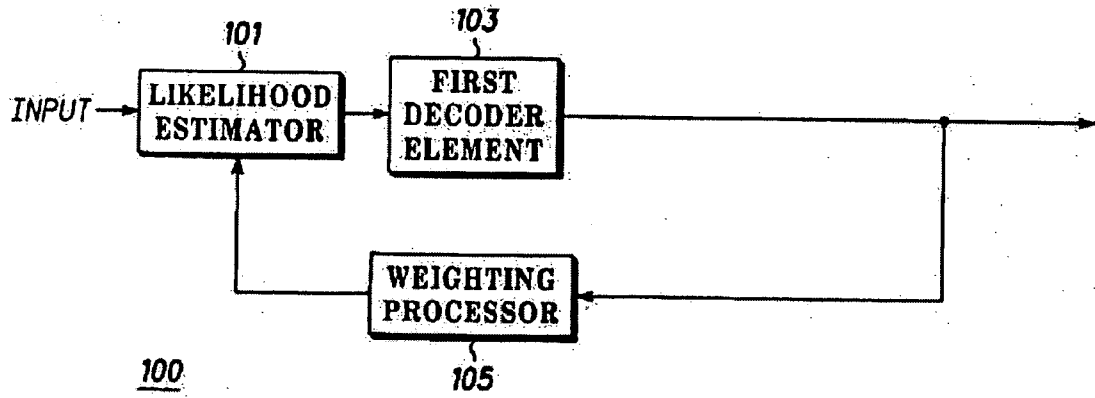 101
103
INPUT
LIKELIHOOD
ESTIMATOR
FIRST
DECODER
ELEMENT
WEIGHTING
PROCESSOR
105
100